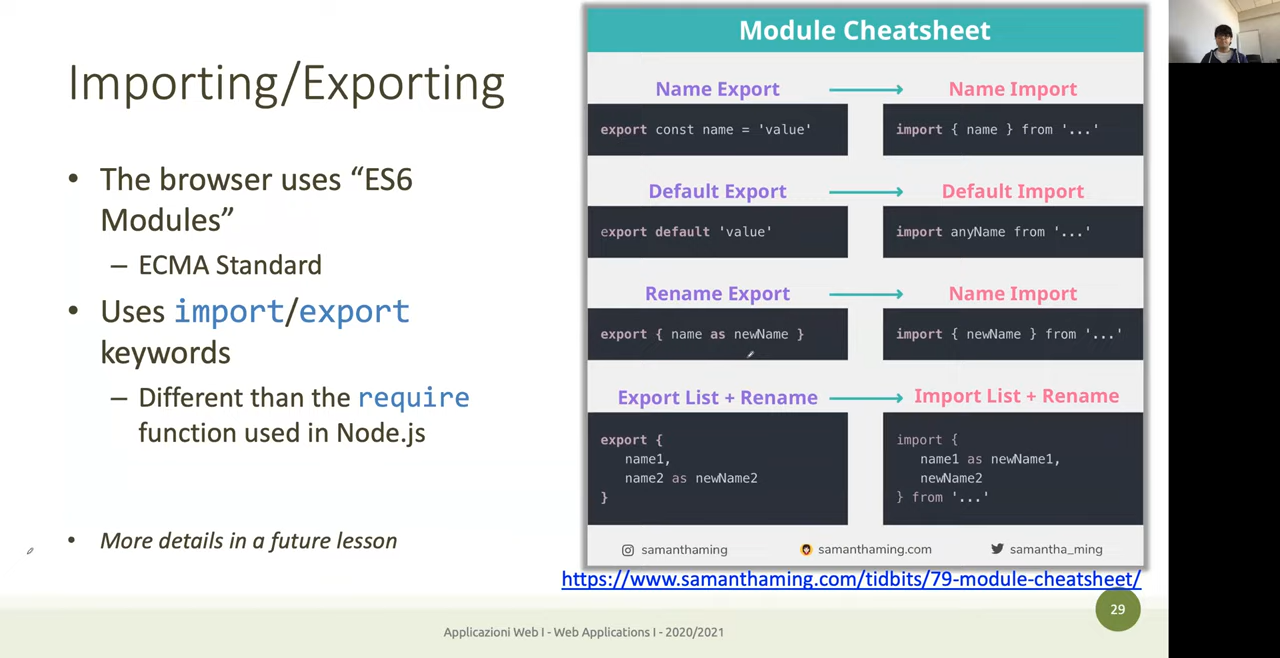 Importing/Exporting
• The browser uses “ES6
Modules”
– ECMA Standard
• Uses import/export
keywords
– Different than the require
function used in Node.js
• More details in a future lesson
Module Cheatsheet
Name Export
Name Import
export const name = 'value'
import { name } from '...'
Default Export
Default Import
export default 'value'
import anyName from '...'
Rename Export
Name Import
export { name as newName }
import { newName } from '...'
Export List + Rename
Import List + Rename
export {
name1,
name2 as newName2
}
import {
name1 as newName1,
newName2
} from '...'
samanthaming
samanthaming.com
samantha_ming
https://www.samanthaming.com/tidbits/79-module-cheatsheet/
29
Applicazioni Web I - Web Applications I - 2020/2021